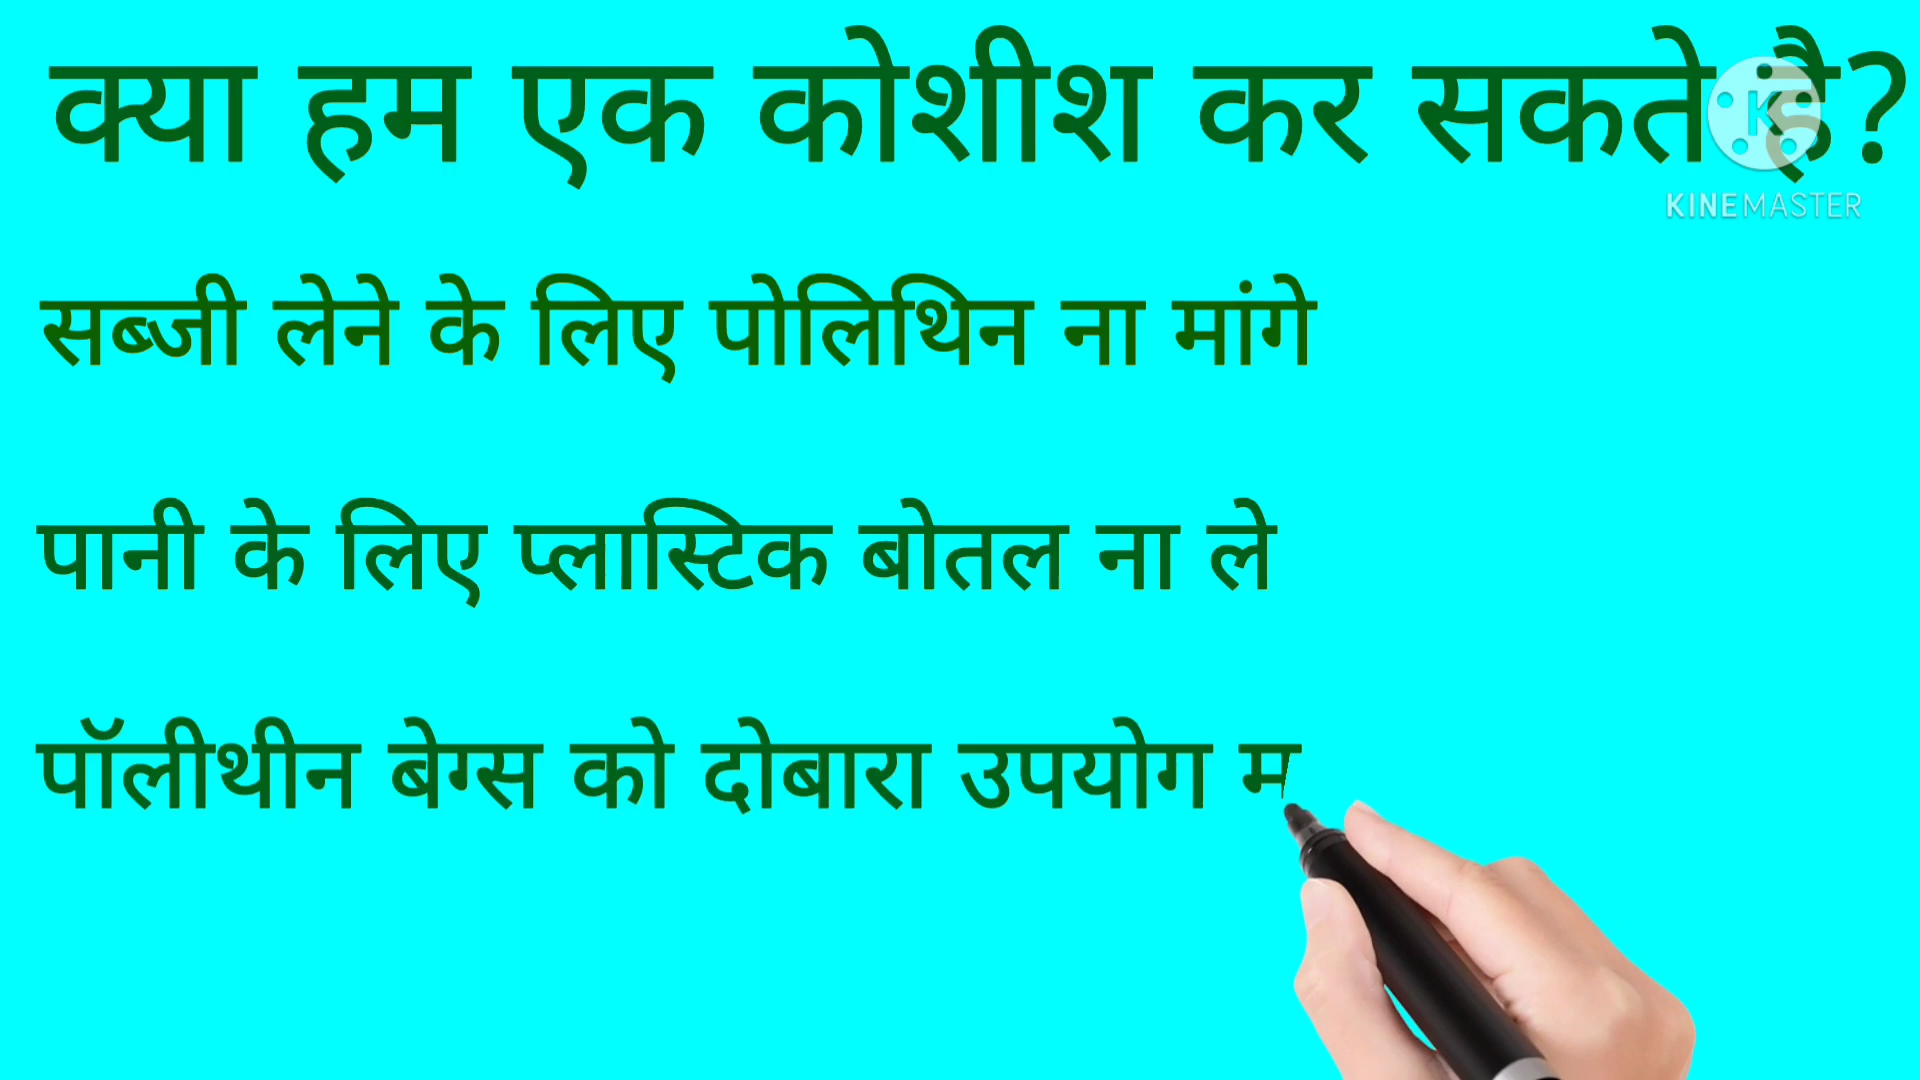 क्या हम एक कोशीश कर सकते है?
KINEMASTER
सब्जी लेने के लिए पोलिथिन ना मांगे
पानी के लिए प्लास्टिक बोतल ना ले
पॉलीथीन बेग्स को दोबारा उपयोग म